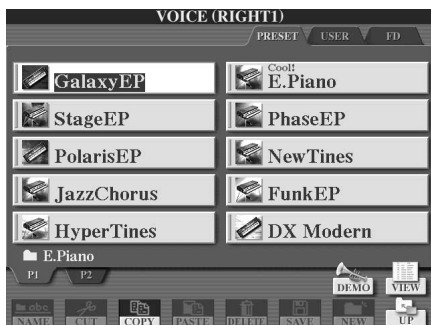 VOICE (RIGHT1)
PRESET USER FD
GalaxyEP
Cool!
E.Piano
StageEP
PhaseEP
PolarisEP
NewTines
JazzChorus
FunkEP
HyperTines
DX Modern
E.Piano
P1 P2
DEMO VIEW
abc
NAME CUT COPY PASTE DELETE SAVE NEW UP